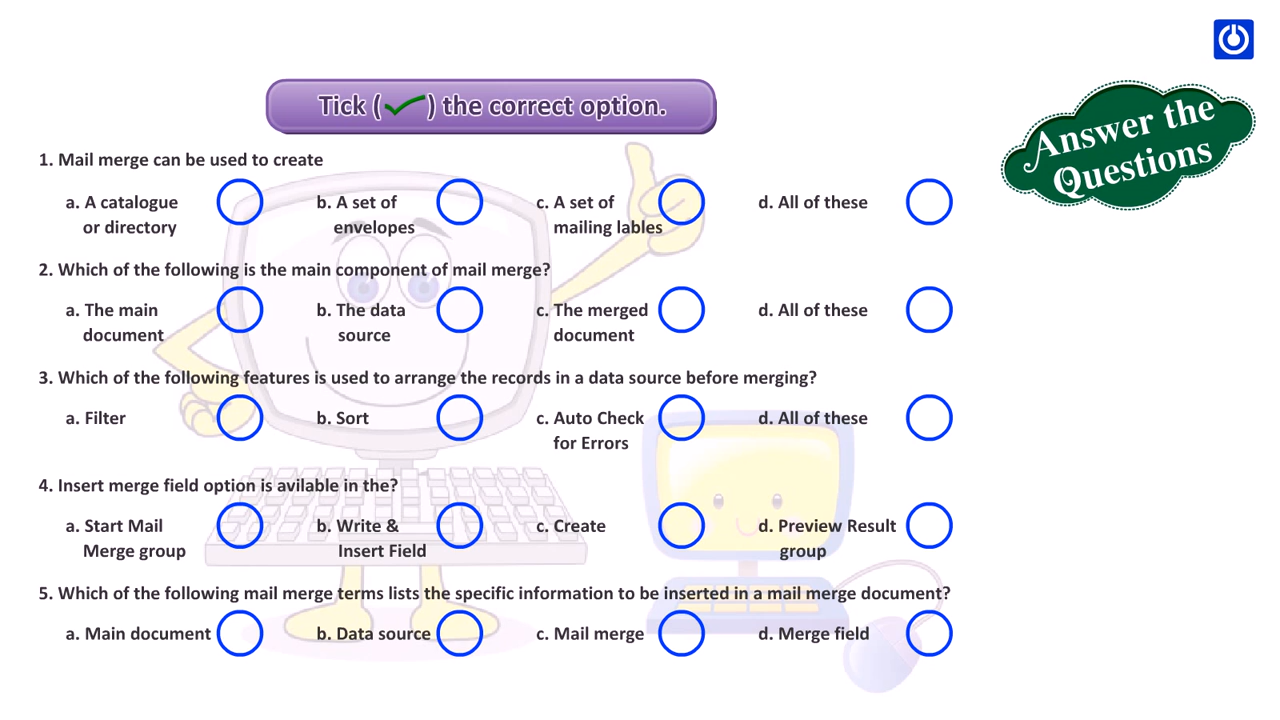 Tick (✓) the correct option.
Answer the
Questions
1. Mail merge can be used to create
a. A catalogue or directory
b. A set of envelopes
c. A set of mailing lables
d. All of these
2. Which of the following is the main component of mail merge?
a. The main document
b. The data source
c. The merged document
d. All of these
3. Which of the following features is used to arrange the records in a data source before merging?
a. Filter
b. Sort
c. Auto Check for Errors
d. All of these
4. Insert merge field option is avilable in the?
a. Start Mail Merge group
b. Write & Insert Field
c. Create
d. Preview Result group
5. Which of the following mail merge terms lists the specific information to be inserted in a mail merge document?
a. Main document
b. Data source
c. Mail merge
d. Merge field